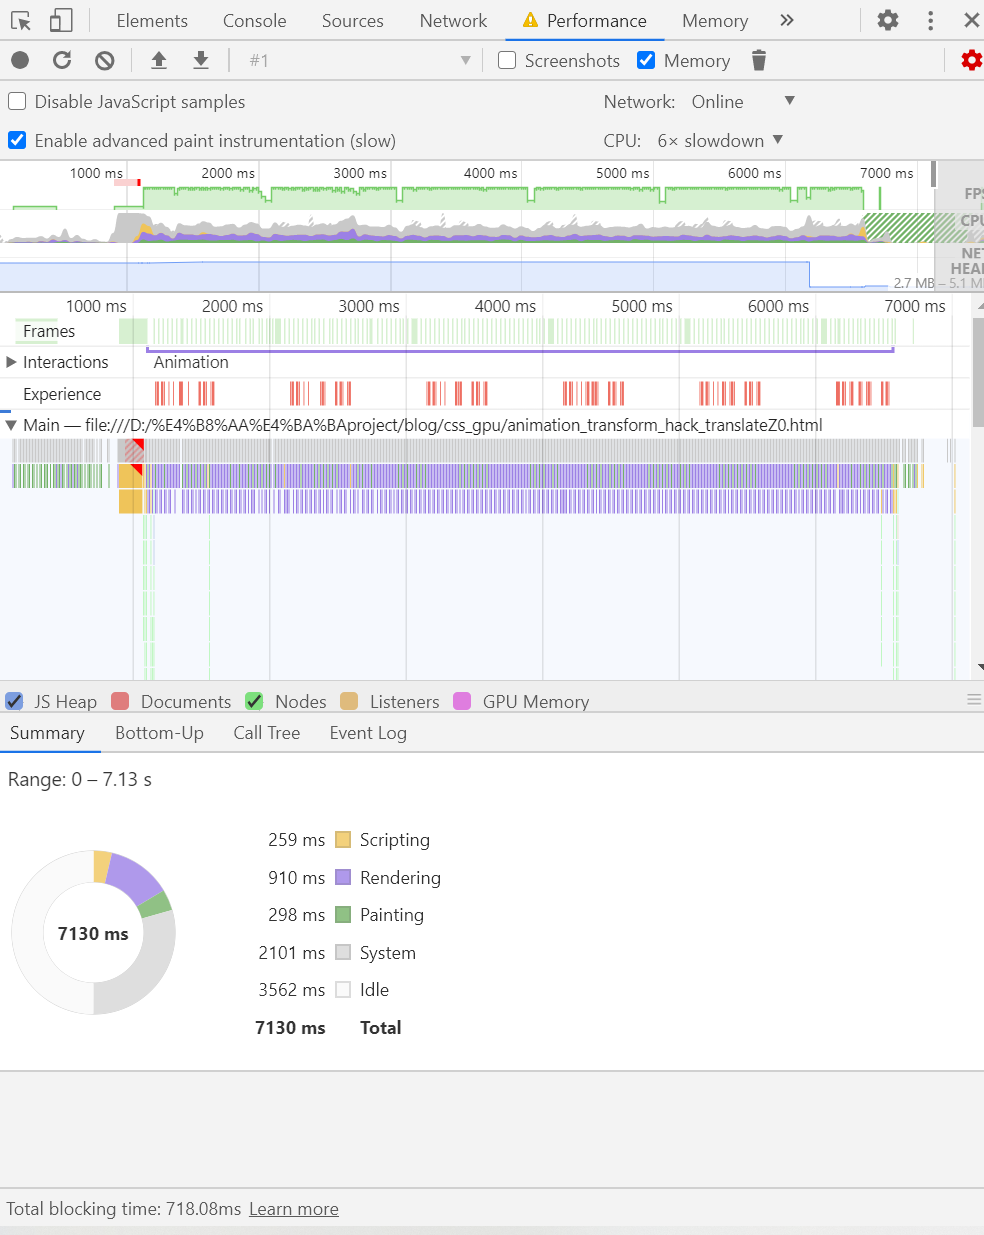 Elements Console Sources Network Performance Memory »
#1 Screenshots Memory
Disable JavaScript samples Network: Online
Enable advanced paint instrumentation (slow) CPU: 6× slowdown
1000 ms 2000 ms 3000 ms 4000 ms 5000 ms 6000 ms 7000 ms
FPS
CPU
NET
HEAP
2.7 MB – 5.1 M
1000 ms 2000 ms 3000 ms 4000 ms 5000 ms 6000 ms 7000 ms
Frames
Interactions Animation
Experience
Main — file:///D:/%E4%B8%AA%E4%BA%BAproject/blog/css_gpu/animation_transform_hack_translateZ0.html
JS Heap Documents Nodes Listeners GPU Memory
Summary Bottom-Up Call Tree Event Log
Range: 0 – 7.13 s
7130 ms
259 ms Scripting
910 ms Rendering
298 ms Painting
2101 ms System
3562 ms Idle
7130 ms Total
Total blocking time: 718.08ms Learn more